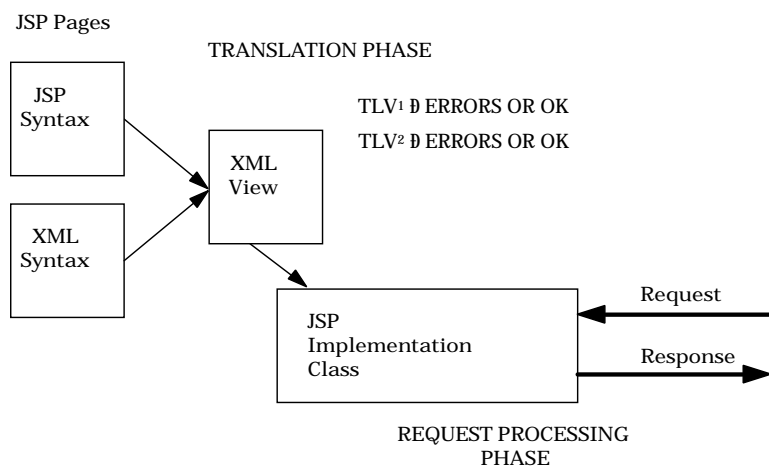 JSP Pages
TRANSLATION PHASE
JSP
Syntax
TLV¹ Ð ERRORS OR OK
TLV² Ð ERRORS OR OK
XML
View
XML
Syntax
JSP
Implementation
Class
Request
Response
REQUEST PROCESSING
PHASE